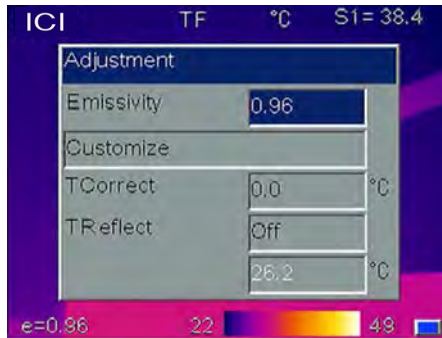 ICI TF °C S1= 38.4
Adjustment
Emissivity 0.96
Customize
TCorrect 0.0 °C
TReflect Off
26.2 °C
e=0.96 22 49